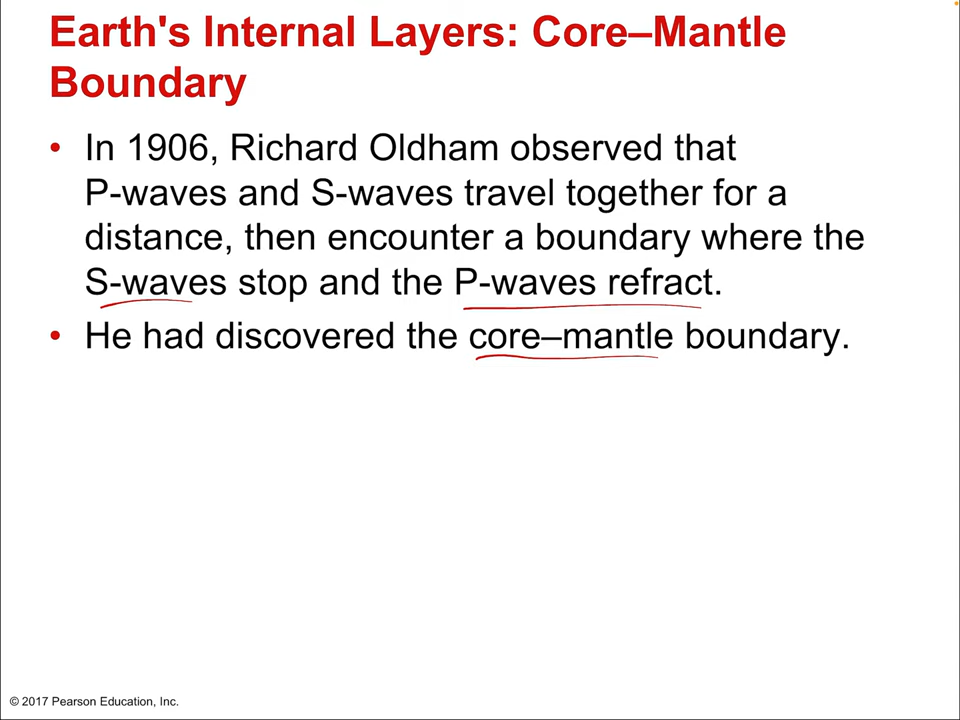 Earth's Internal Layers: Core–Mantle
Boundary
• In 1906, Richard Oldham observed that
P-waves and S-waves travel together for a
distance, then encounter a boundary where the
S-waves stop and the P-waves refract.
• He had discovered the core–mantle boundary.
© 2017 Pearson Education, Inc.